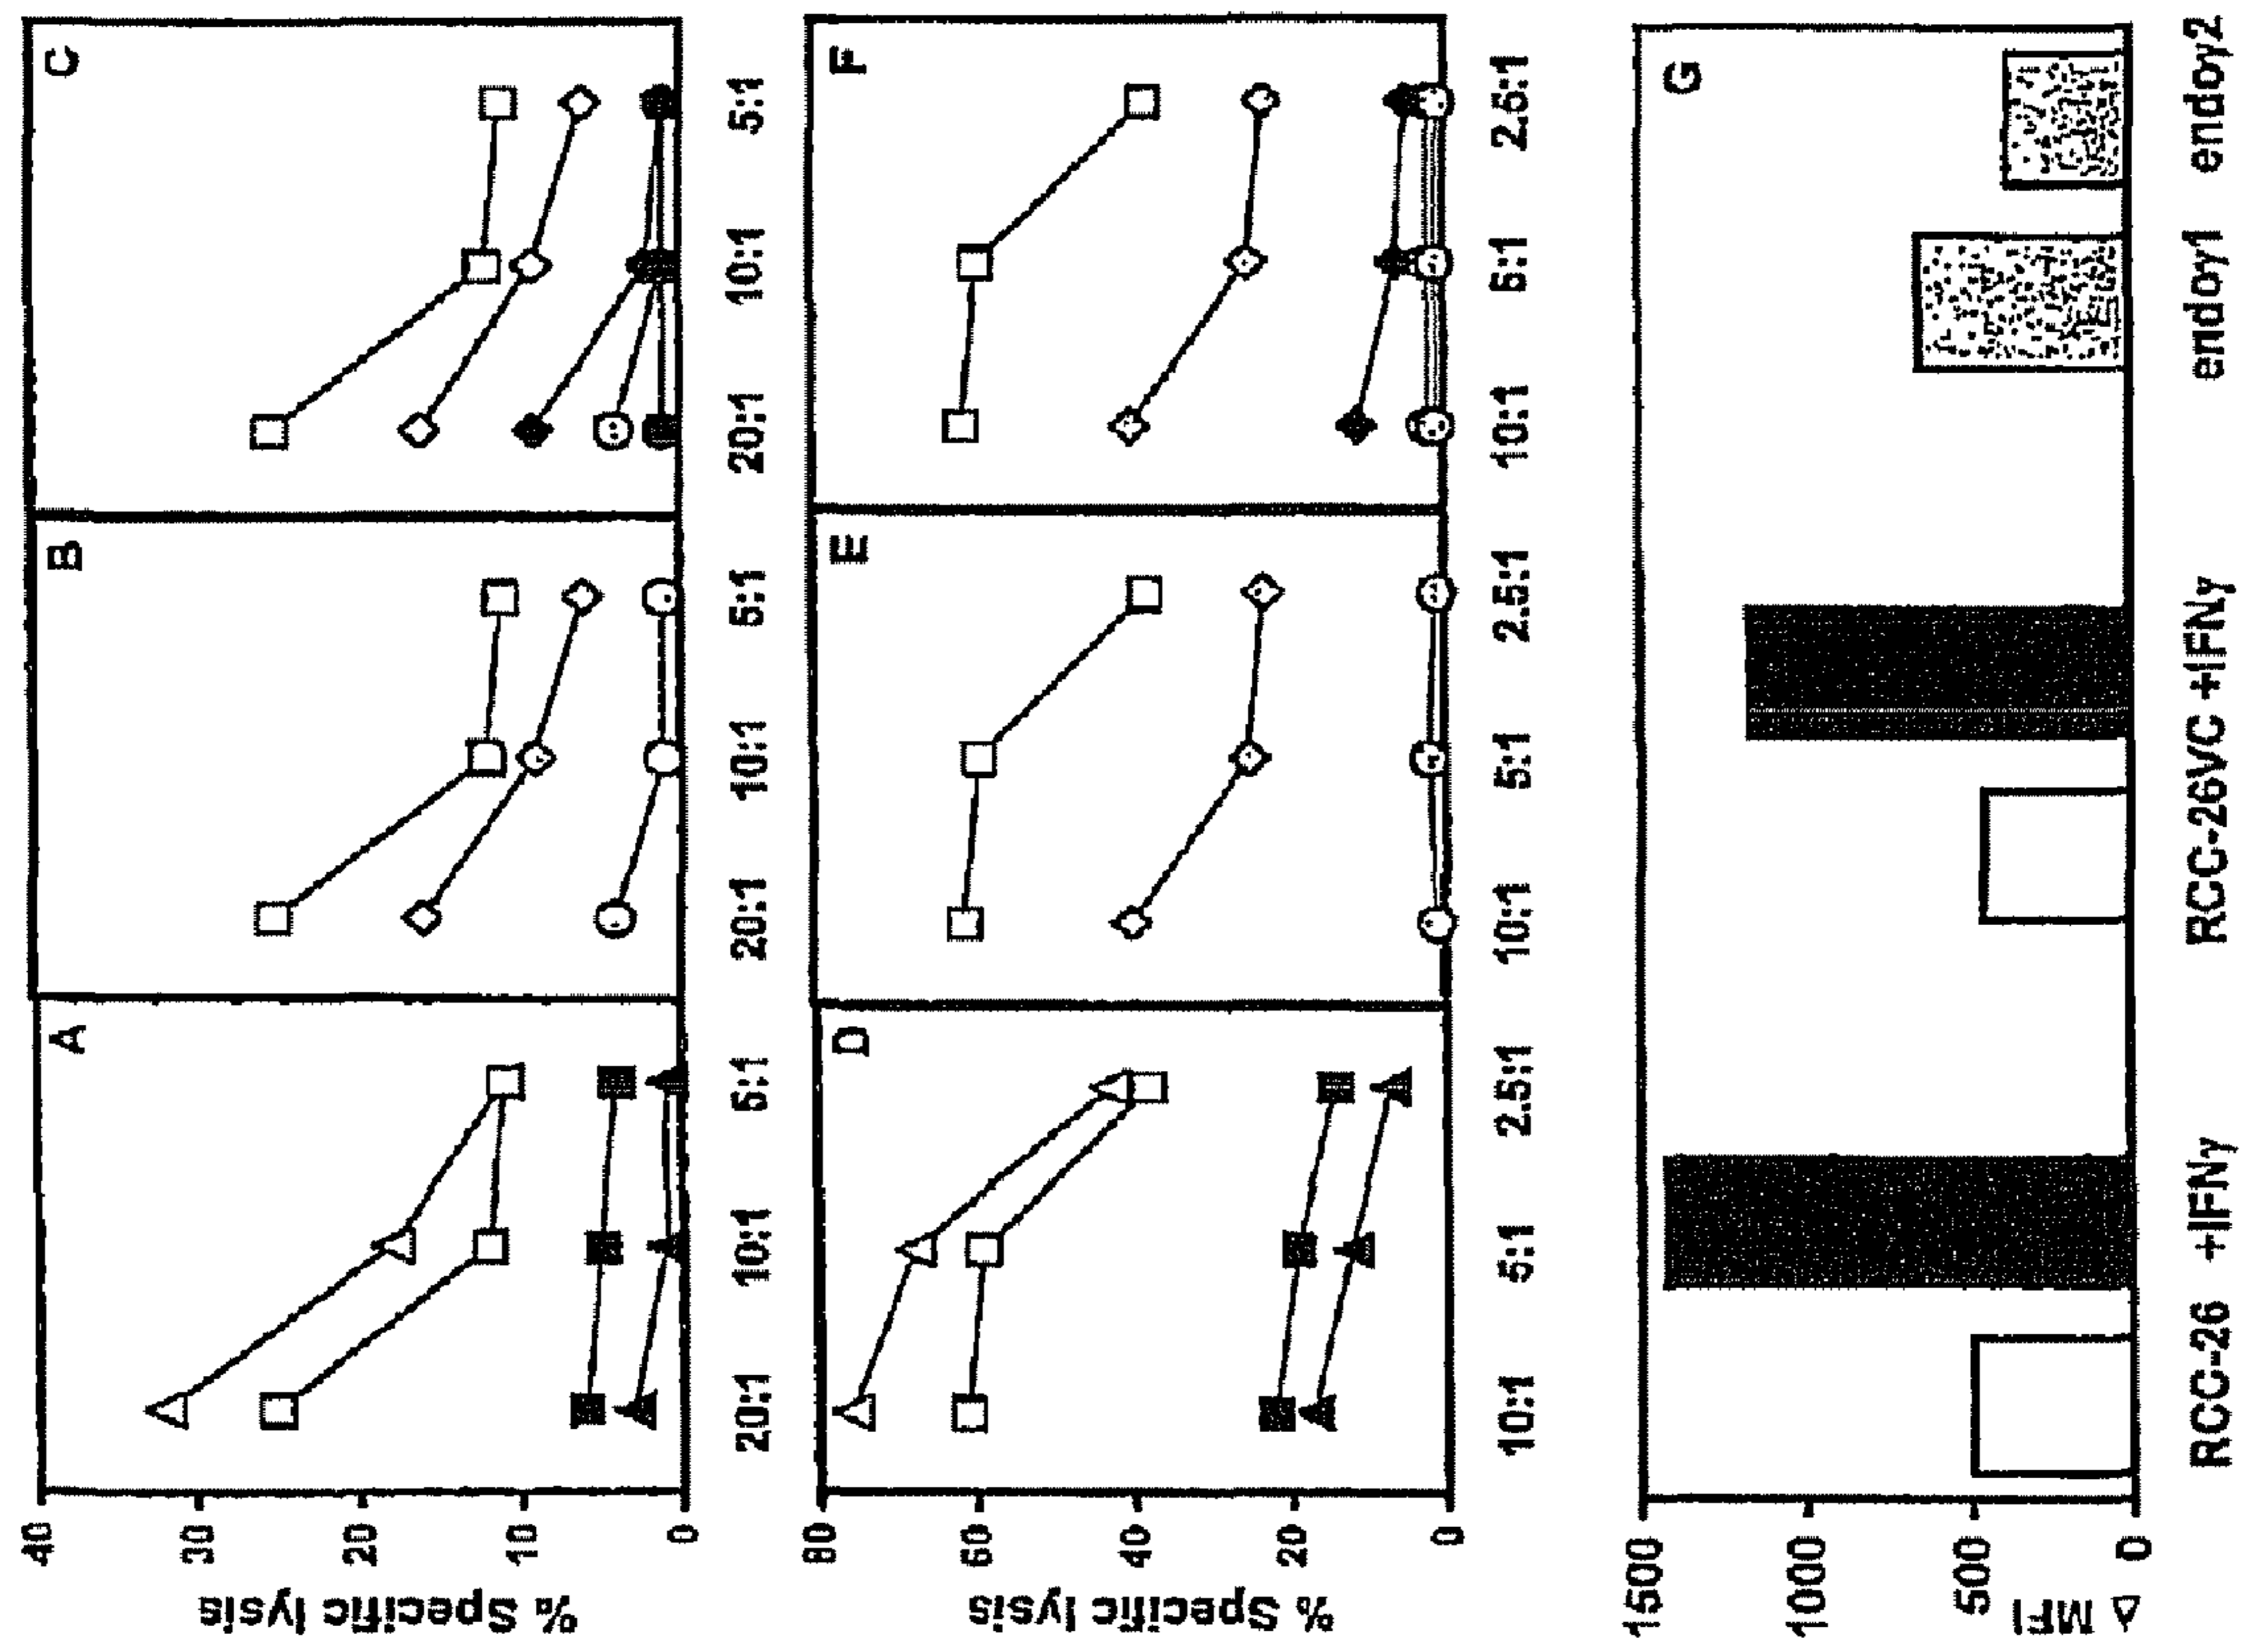 A
B
C
40
30
20
10
0
% Specific lysis
20:1 10:1 5:1 20:1 10:1 5:1 20:1 10:1 5:1
D
E
F
80
60
40
20
0
% Specific lysis
10:1 5:1 2.5:1 10:1 5:1 2.5:1 10:1 5:1 2.5:1
G
1500
1000
500
0
Δ MFI
RCC-26 +IFNγ RCC-26VC +IFNγ endoγ1 endoγ2